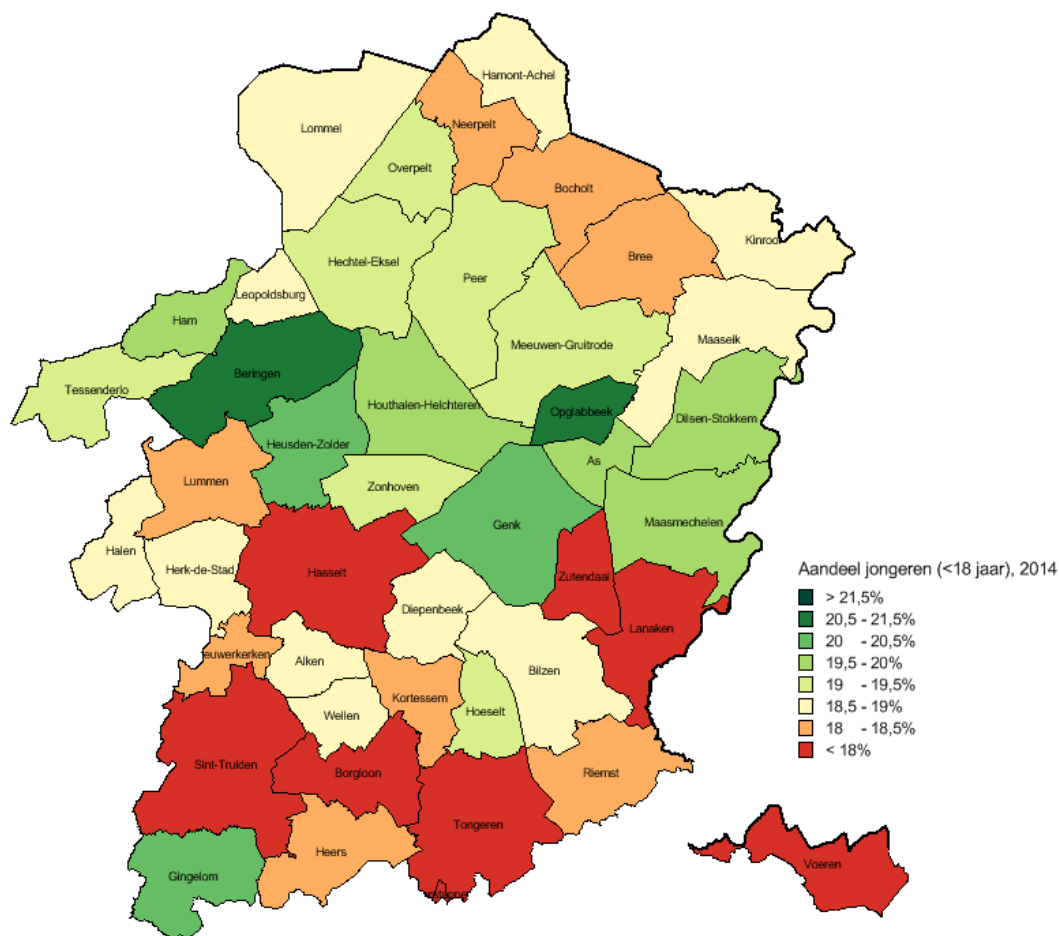 Hamont-Achel
Lommel
Neerpelt
Overpelt
Bocholt
Kinrooi
Bree
Hechtel-Eksel
Peer
Leopoldsburg
Ham
Maaseik
Meeuwen-Gruitrode
Beringen
Tessenderlo
Houthalen-Helchteren
Opglabbeek
Dilsen-Stokkem
Heusden-Zolder
As
Lummen
Zonhoven
Genk
Maasmechelen
Halen
Herk-de-Stad
Hasselt
Zutendaal
Diepenbeek
Lanaken
euwerkerken
Alken
Bilzen
Kortessem
Hoeselt
Wellen
Sint-Truiden
Borgloon
Riemst
Tongeren
Heers
Gingelom
Voeren
Aandeel jongeren (<18 jaar), 2014
> 21,5%
20,5 - 21,5%
20 - 20,5%
19,5 - 20%
19 - 19,5%
18,5 - 19%
18 - 18,5%
< 18%